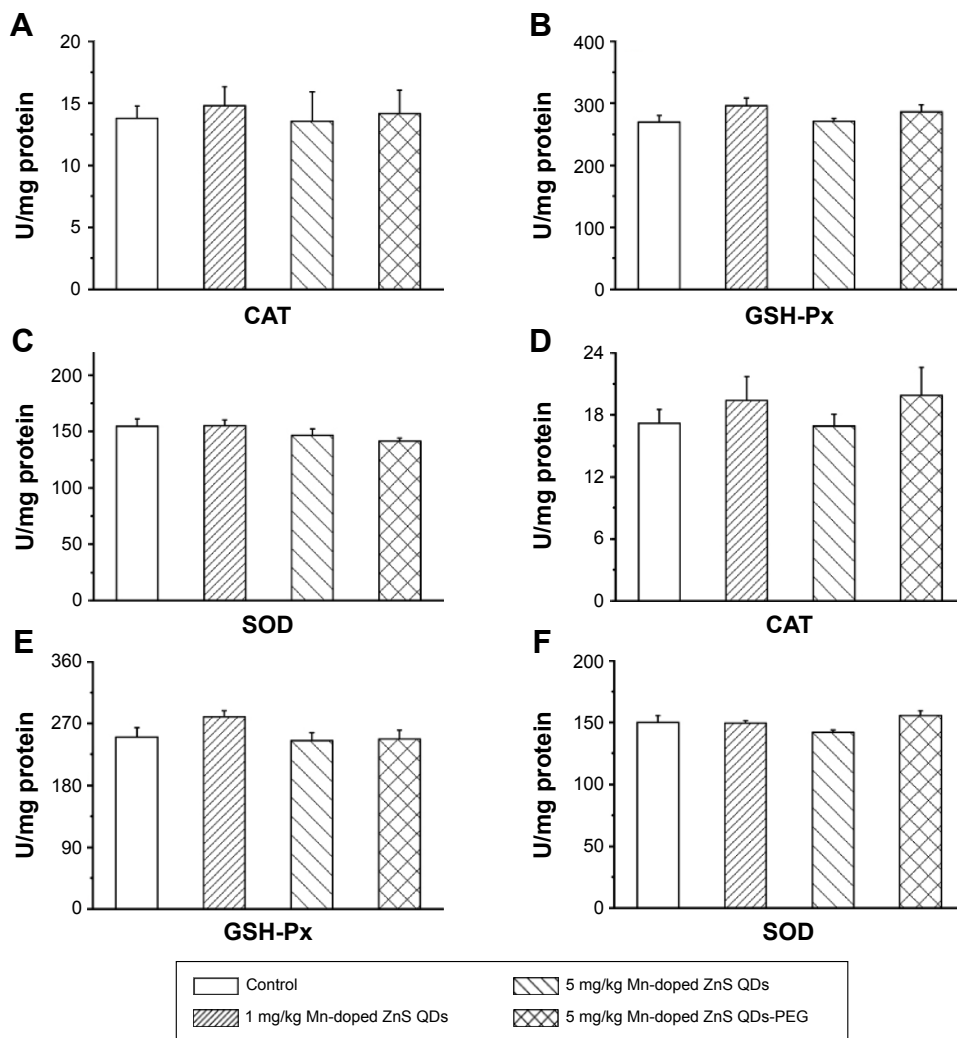 A
U/mg protein
20
15
10
5
0
CAT
B
U/mg protein
400
300
200
100
0
GSH-Px
C
U/mg protein
200
150
100
50
0
SOD
D
U/mg protein
24
18
12
6
0
CAT
E
U/mg protein
360
270
180
90
0
GSH-Px
F
U/mg protein
200
150
100
50
0
SOD
Control
1 mg/kg Mn-doped ZnS QDs
5 mg/kg Mn-doped ZnS QDs
5 mg/kg Mn-doped ZnS QDs-PEG